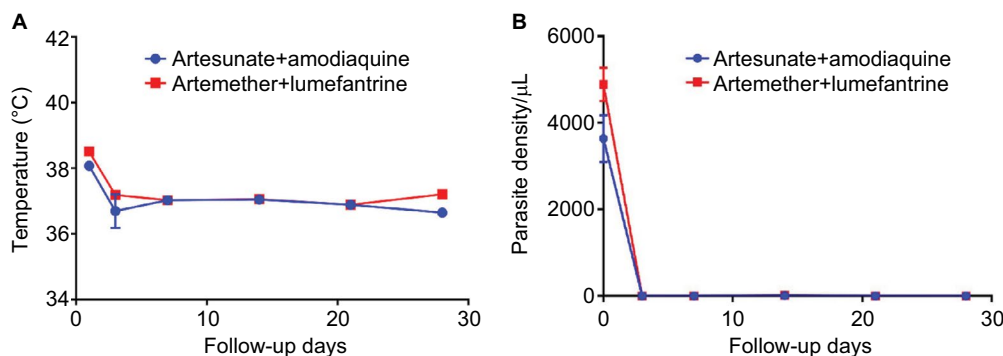 A
42
40
38
36
34
Temperature (°C)
Artesunate+amodiaquine
Artemether+lumefantrine
0
10
20
30
Follow-up days
B
6000
4000
2000
0
Parasite density/μL
Artesunate+amodiaquine
Artemether+lumefantrine
0
10
20
30
Follow-up days